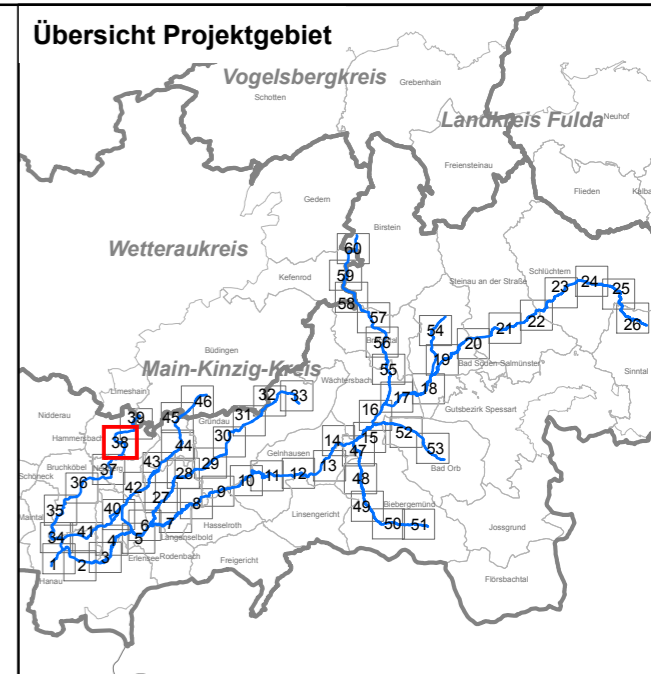 Übersicht Projektgebiet
Vogelsbergkreis
Grebenhain
Schotten
Landkreis Fulda
Neuhof
Freiensteinau
Flieden
Kalba
Gedern
Birstein
Wetteraukreis
60
Kefenrod
59
Steinau an der Straße
Schlüchtern
23
24
25
58
57
54
22
26
21
56
20
Büdingen
19
Bad Soden-Salmünster
Sinntal
Main-Kinzig-Kreis
55
Limeshain
Wächtersbach
18
46
32
33
17
Nidderau
39
45
31
16
Gutsbezirk Spessart
Gründau
Hammersbach
38
30
14
15
52
44
Gelnhausen
47
53
Bruchköbel
43
29
13
Bad Orb
37
28
10
11
12
48
Schöneck
36
42
9
27
8
Linsengericht
49
Biebergemünd
35
40
Hasselroth
50
51
Jossgrund
Maintal
41
6
7
34
4
5
Langenselbold
Erlensee
Rodenbach
Freigericht
1
2
3
Hanau
Flörsbachtal